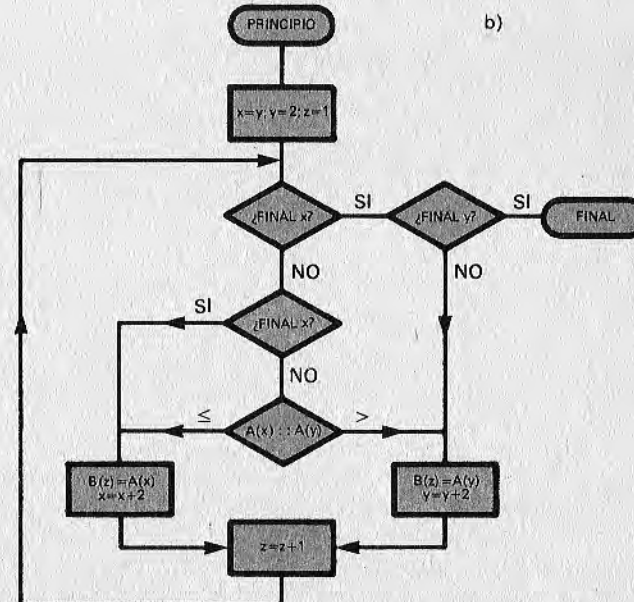 b)
PRINCIPIO
x=y; y=2; z=1
¿FINAL x?
SI
¿FINAL y?
SI
FINAL
NO
NO
SI
¿FINAL x?
NO
≤
A(x) : : A(y)
>
B(z)=A(x)
x=x+2
B(z)=A(y)
y=y+2
z=z+1